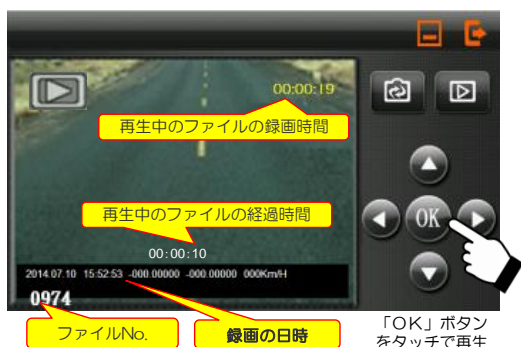 00:00:19
再生中のファイルの録画時間
再生中のファイルの経過時間
00:00:10
2014.07.10 15:52:53 -000.00000 -000.00000 000Km/H
0974
ファイルNo.
録画の日時
OK
「OK」ボタン
をタッチで再生